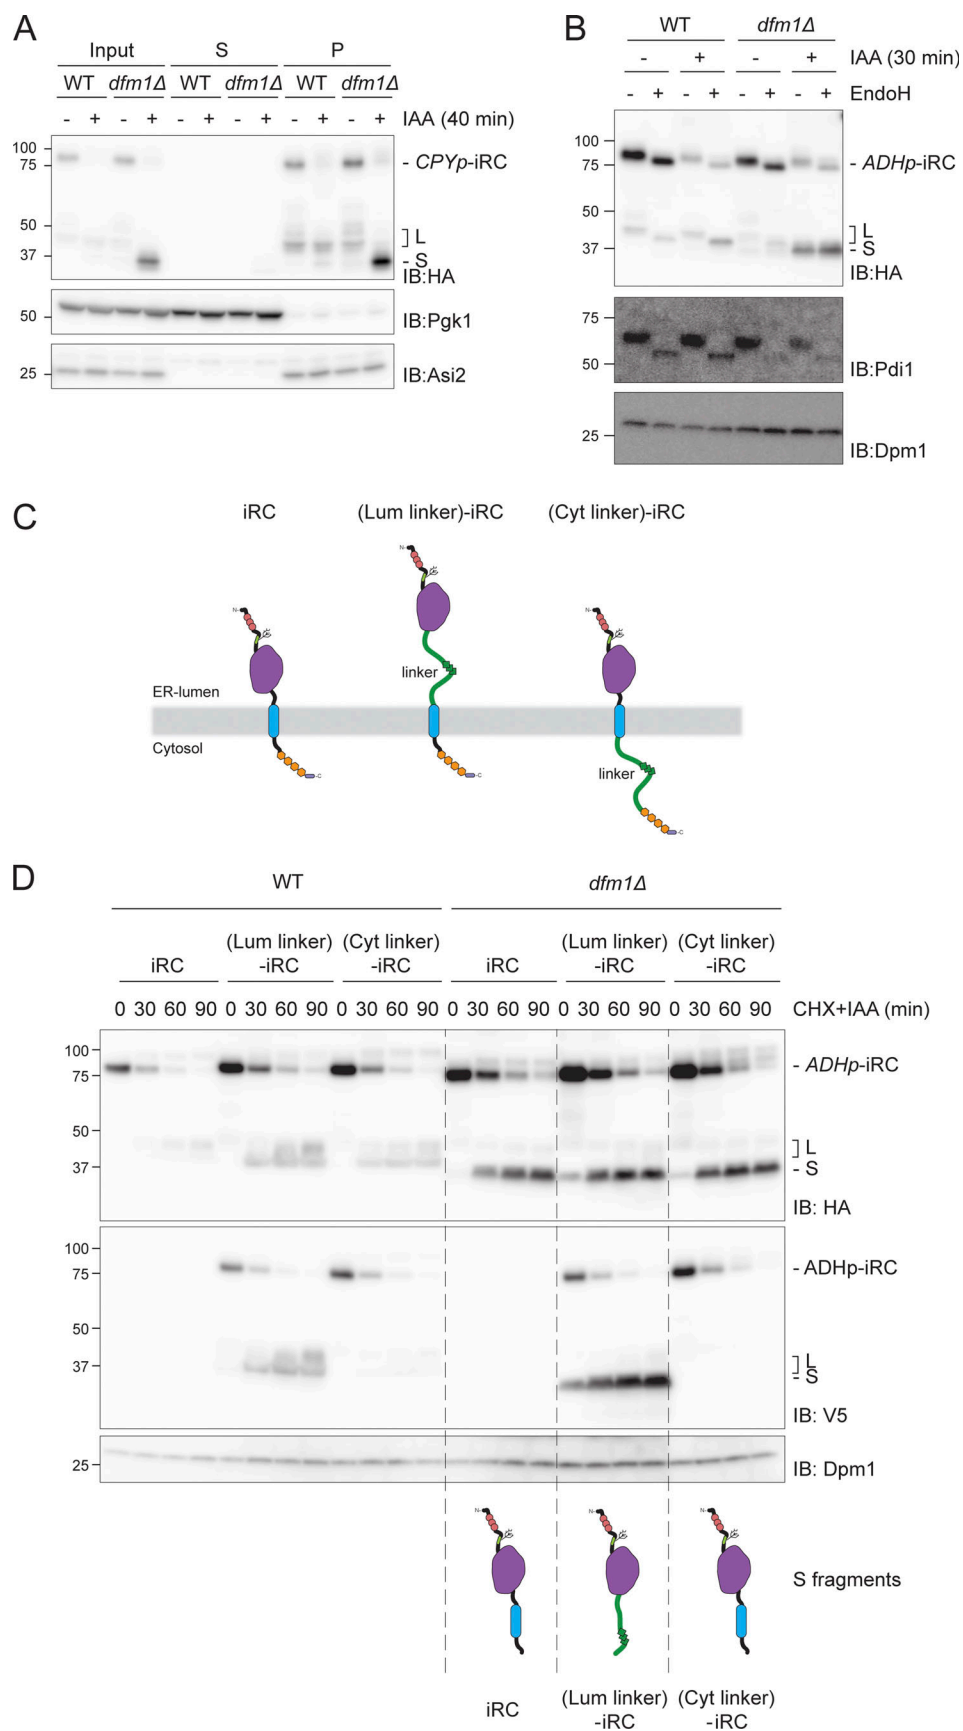 A
Input S P
WT dfm1Δ WT dfm1Δ WT dfm1Δ
- + - + - + - + - + - + IAA (40 min)
100
75
50
37
- CPYp-iRC
L
- S
IB:HA
50
IB:Pgk1
25
IB:Asi2
B
WT dfm1Δ
- + - + IAA (30 min)
- + - + - + - + EndoH
100
75
50
37
- ADHp-iRC
L
S
IB:HA
75
50
IB:Pdi1
25
IB:Dpm1
C
iRC (Lum linker)-iRC (Cyt linker)-iRC
N-
N-
N-
linker
ER-lumen
Cytosol
linker
-C
-C
-C
D
WT dfm1Δ
iRC (Lum linker)-iRC (Cyt linker)-iRC iRC (Lum linker)-iRC (Cyt linker)-iRC
0 30 60 90 0 30 60 90 0 30 60 90 0 30 60 90 0 30 60 90 0 30 60 90 CHX+IAA (min)
100
75
50
37
- ADHp-iRC
L
- S
IB: HA
100
75
50
37
- ADHp-iRC
L
- S
IB: V5
25
IB: Dpm1
N-
N-
N-
S fragments
iRC (Lum linker)-iRC (Cyt linker)-iRC